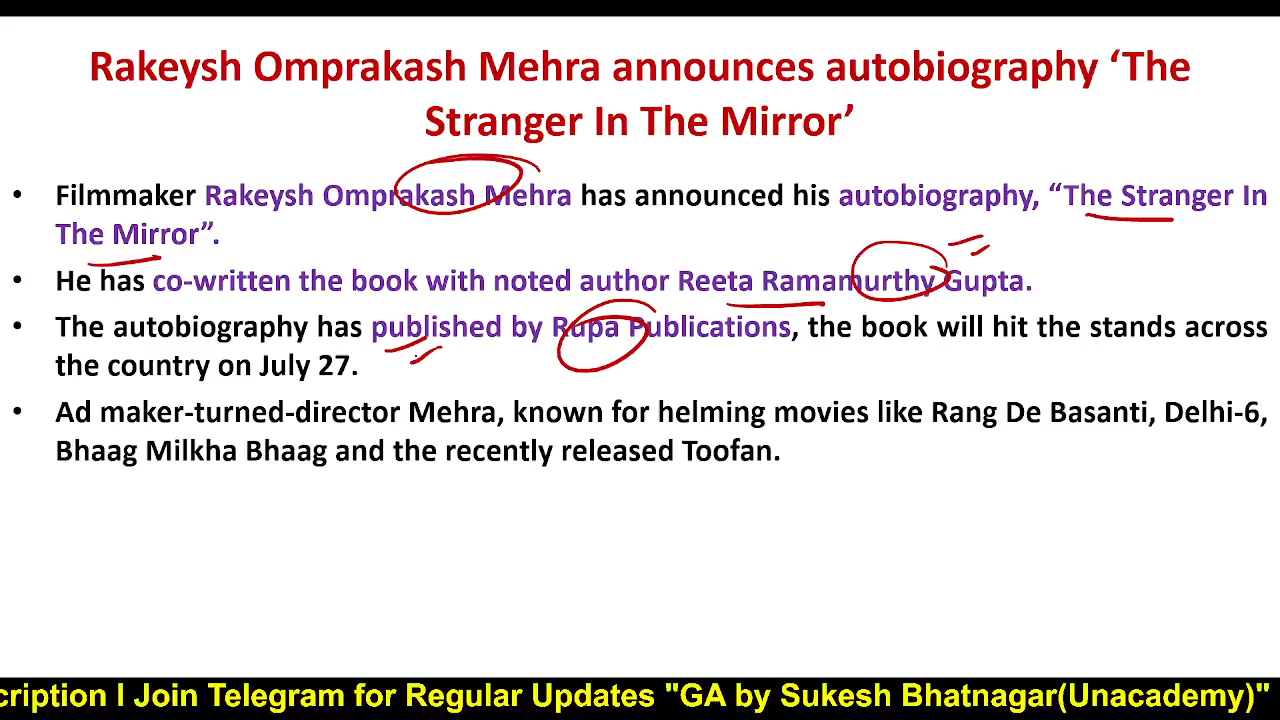 Rakeysh Omprakash Mehra announces autobiography ‘The
Stranger In The Mirror’
• Filmmaker Rakeysh Omprakash Mehra has announced his autobiography, “The Stranger In
The Mirror”.
• He has co-written the book with noted author Reeta Ramamurthy Gupta.
• The autobiography has published by Rupa Publications, the book will hit the stands across
the country on July 27.
• Ad maker-turned-director Mehra, known for helming movies like Rang De Basanti, Delhi-6,
Bhaag Milkha Bhaag and the recently released Toofan.
cription I Join Telegram for Regular Updates "GA by Sukesh Bhatnagar(Unacademy)"